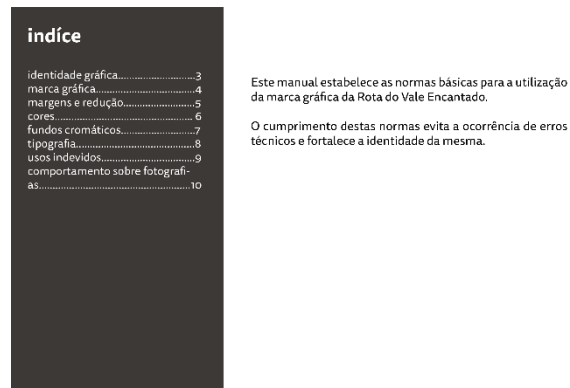 indíce
identidade gráfica............................3
marca gráfica....................................4
margens e redução..........................5
cores.................................................. 6
fundos cromáticos...........................7
tipografia...........................................8
usos indevidos..................................9
comportamento sobre fotografi-
as.......................................................10
Este manual estabelece as normas básicas para a utilização
da marca gráfica da Rota do Vale Encantado.
O cumprimento destas normas evita a ocorrência de erros
técnicos e fortalece a identidade da mesma.